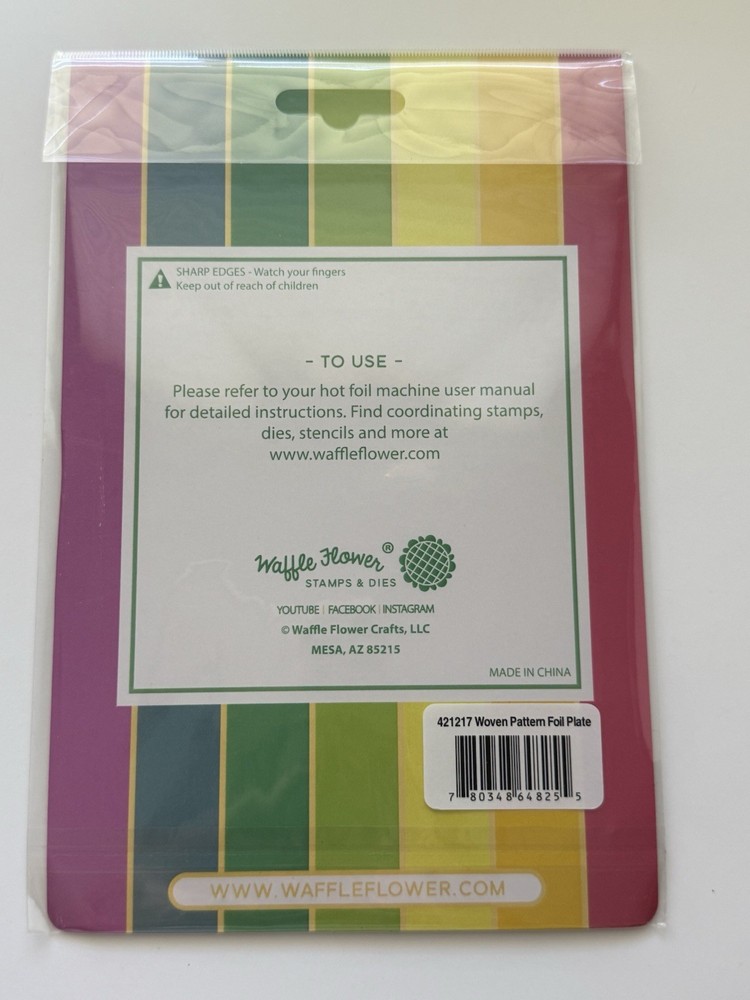 SHARP EDGES - Watch your fingers
Keep out of reach of children
- TO USE -
Please refer to your hot foil machine user manual
for detailed instructions. Find coordinating stamps,
dies, stencils and more at
www.waffleflower.com
Waffle Flower®
STAMPS & DIES
YOUTUBE | FACEBOOK | INSTAGRAM
© Waffle Flower Crafts, LLC
MESA, AZ 85215
MADE IN CHINA
421217 Woven Pattern Foil Plate
7 80348 64825 5
WWW.WAFFLEFLOWER.COM